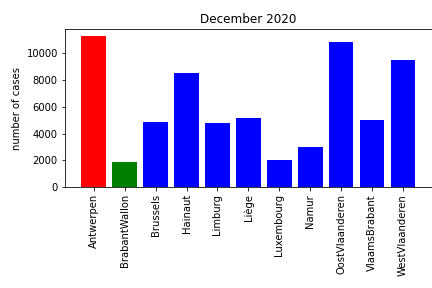 December 2020
number of cases
10000
8000
6000
4000
2000
0
Antwerpen
BrabantWallon
Brussels
Hainaut
Limburg
Liège
Luxembourg
Namur
OostVlaanderen
VlaamsBrabant
WestVlaanderen